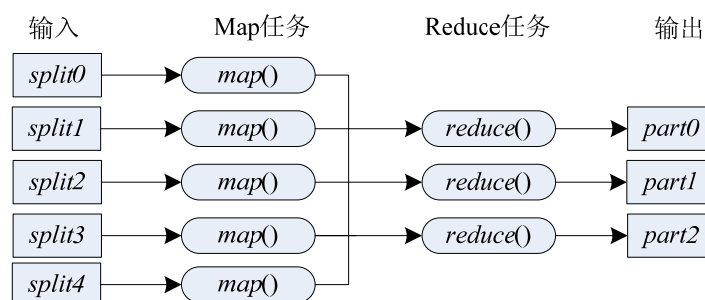 输入 Map任务 Reduce任务 输出
split0 map()
split1 map() reduce() part0
split2 map() reduce() part1
split3 map() reduce() part2
split4 map()